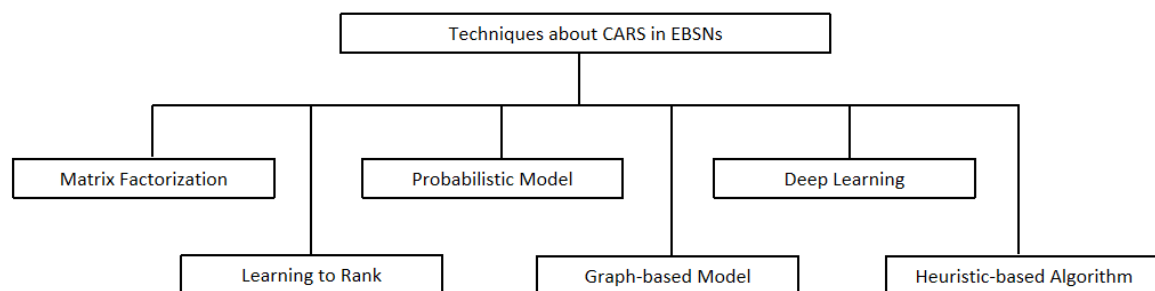 Techniques about CARS in EBSNs
Matrix Factorization
Probabilistic Model
Deep Learning
Learning to Rank
Graph-based Model
Heuristic-based Algorithm